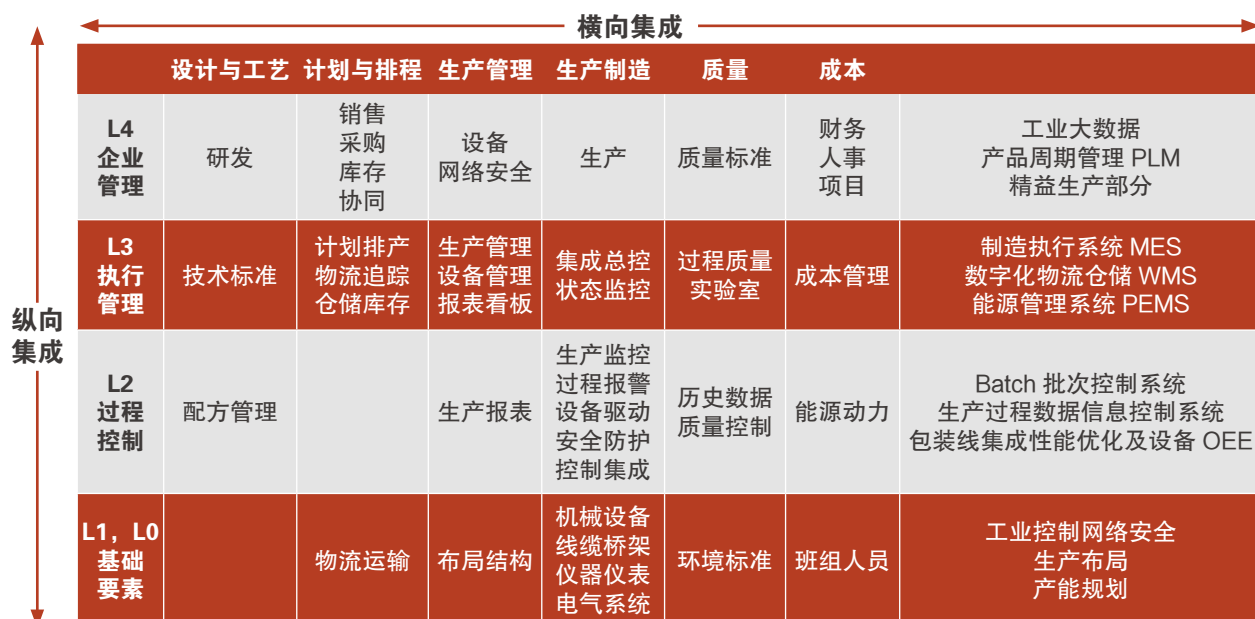 横向集成
纵向
集成
设计与工艺 计划与排程 生产管理 生产制造 质量 成本
L4
企业
管理
研发
销售
采购
库存
协同
设备
网络安全
生产
质量标准
财务
人事
项目
工业大数据
产品周期管理 PLM
精益生产部分
L3
执行
管理
技术标准
计划排产
物流追踪
仓储库存
生产管理
设备管理
报表看板
集成总控
状态监控
过程质量
实验室
成本管理
制造执行系统 MES
数字化物流仓储 WMS
能源管理系统 PEMS
L2
过程
控制
配方管理
生产报表
生产监控
过程报警
设备驱动
安全防护
控制集成
历史数据
质量控制
能源动力
Batch 批次控制系统
生产过程数据信息控制系统
包装线集成性能优化及设备 OEE
L1，L0
基础
要素
物流运输
布局结构
机械设备
线缆桥架
仪器仪表
电气系统
环境标准
班组人员
工业控制网络安全
生产布局
产能规划